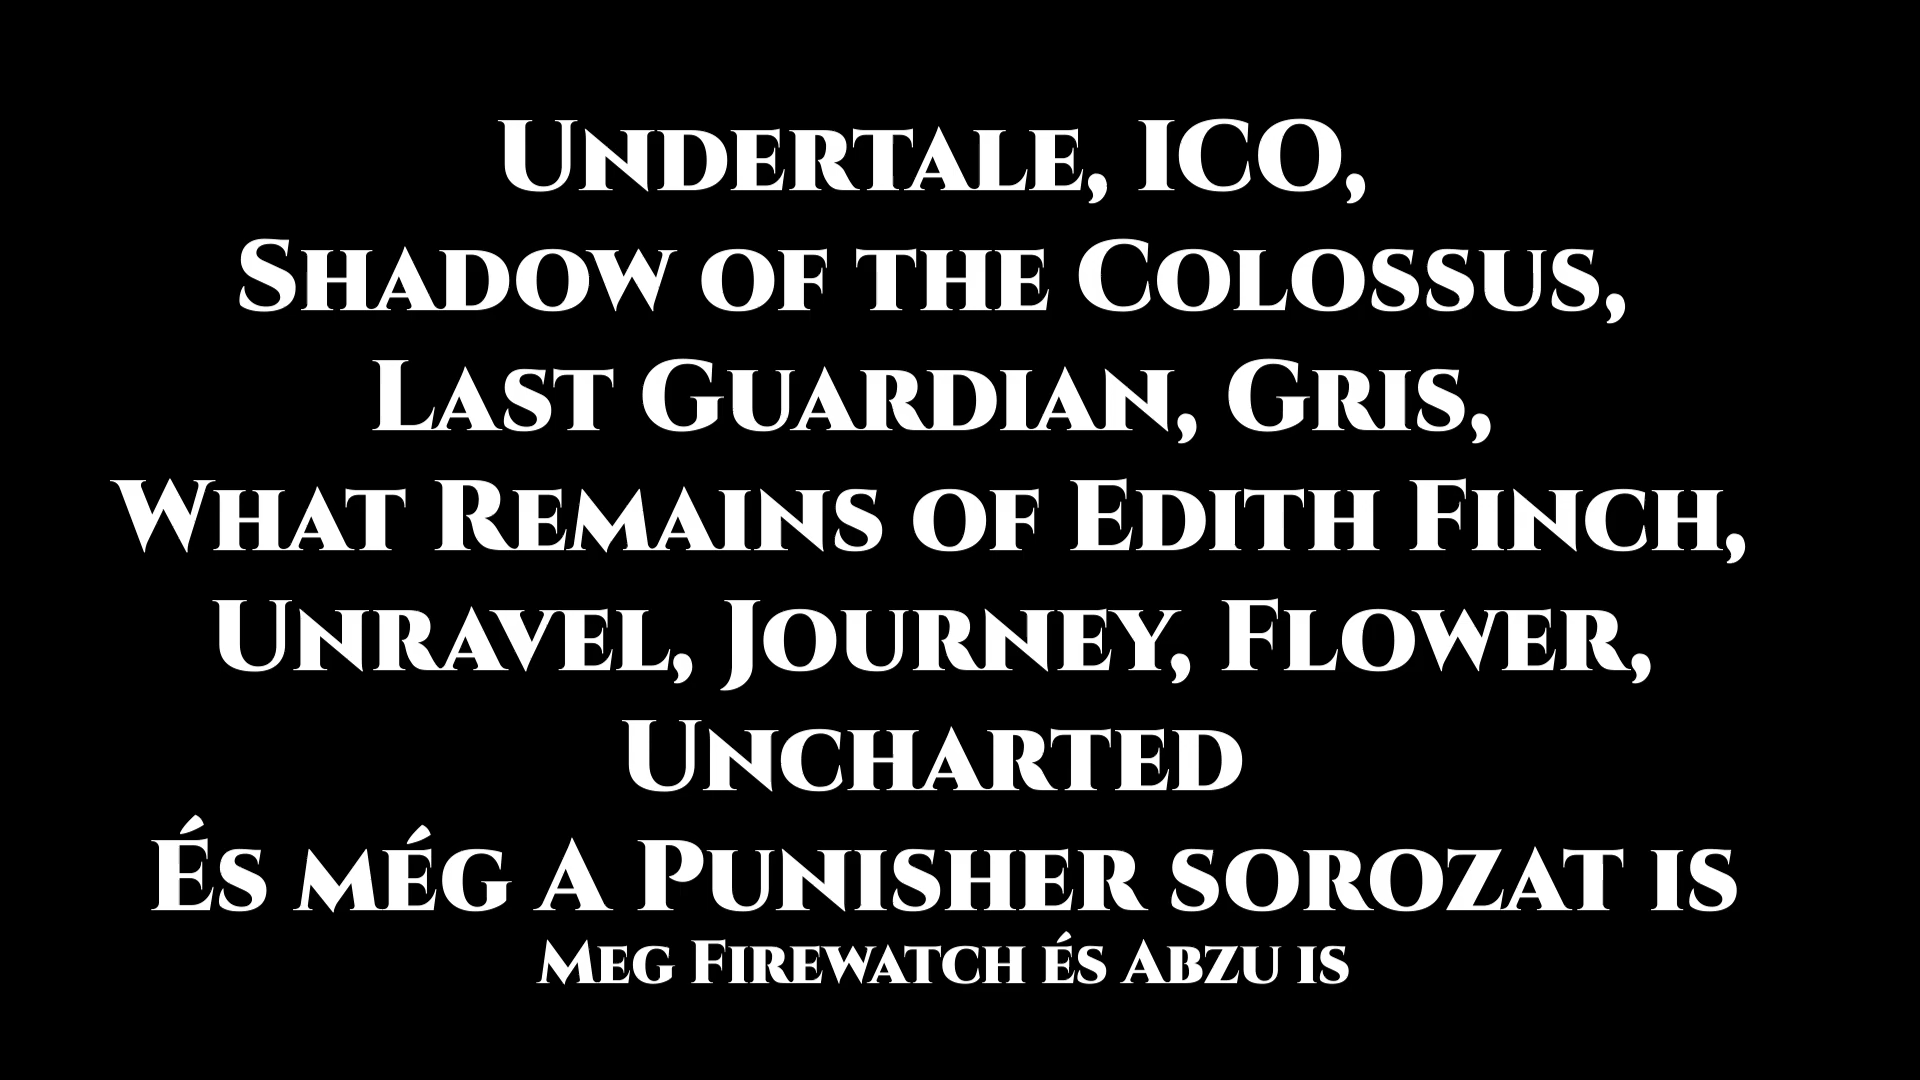 Undertale, ICO,
Shadow of the Colossus,
Last Guardian, Gris,
What Remains of Edith Finch,
Unravel, Journey, Flower,
Uncharted
És még A Punisher sorozat is
Meg Firewatch és Abzu is